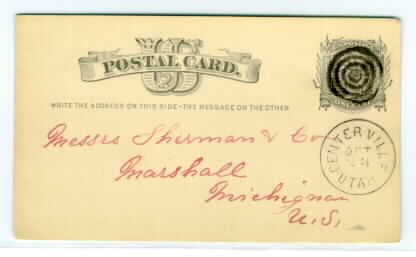 US
POSTAL CARD.
WRITE THE ADDRESS ON THIS SIDE - THE MESSAGE ON THE OTHER
Messrs Sherman & Co
Marshall
Michigan
U.S.
CENTERVILLE
UTAH